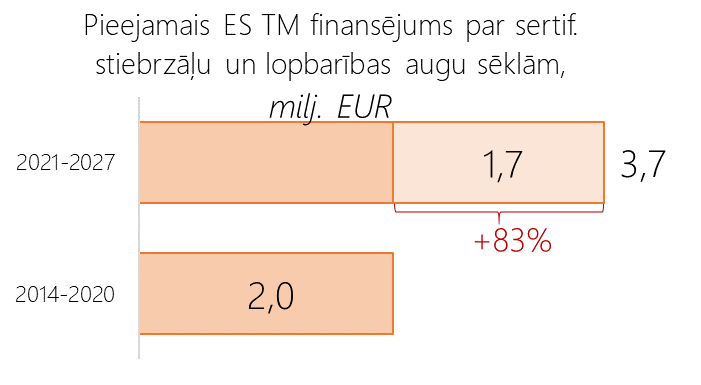 Pieejamais ES TM finansējums par sertif.
stiebrzāļu un lopbarības augu sēklām,
milj. EUR
2021-2027
1,7
3,7
+83%
2014-2020
2,0